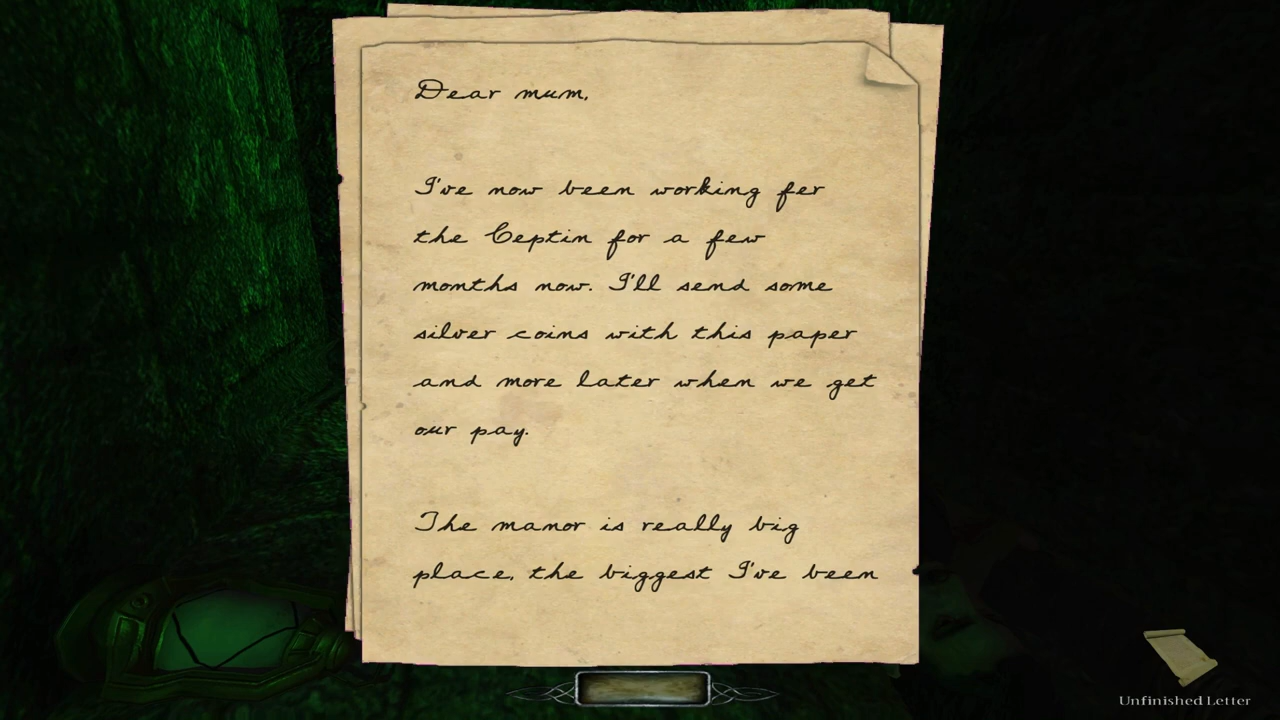 Dear mum,
I've now been working fer
the Ceptin for a few
months now. I'll send some
silver coins with this paper
and more later when we get
our pay.
The manor is really big
place, the biggest I've been
Unfinished Letter